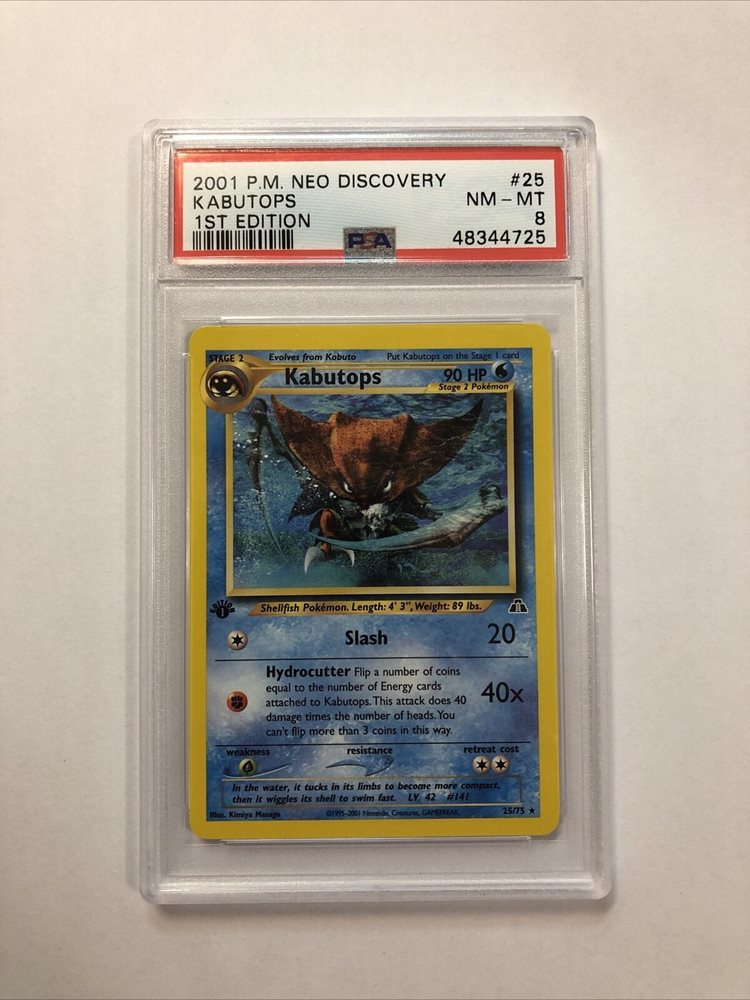 2001 P.M. NEO DISCOVERY #25
KABUTOPS NM - MT
1ST EDITION 8
PSA 48344725
STAGE 2 Evolves from Kabuto Put Kabutops on the Stage 1 card
Kabutops 90 HP
Stage 2 Pokémon
EDITION
1
Shellfish Pokémon. Length: 4' 3", Weight: 89 lbs.
Slash 20
Hydrocutter Flip a number of coins
equal to the number of Energy cards
attached to Kabutops. This attack does 40
damage times the number of heads. You
can't flip more than 3 coins in this way.
40x
weakness resistance retreat cost
In the water, it tucks in its limbs to become more compact,
then it wiggles its shell to swim fast. LV. 42 #141
Illus. Kimiya Masago ©1995-2001 Nintendo, Creatures, GAMEFREAK. 25/75 ★